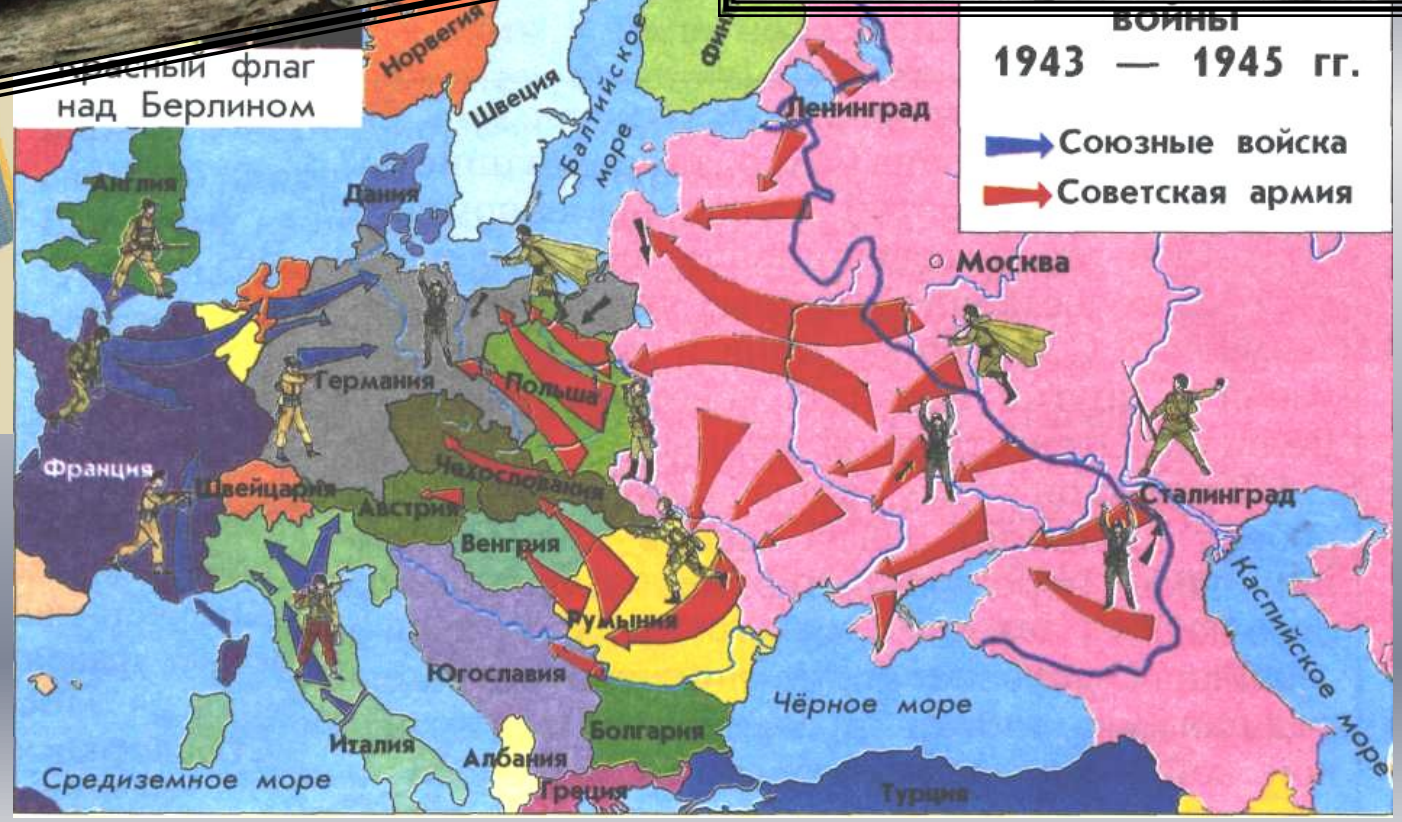 Красный флаг
над Берлином
войны
1943 — 1945 гг.
Союзные войска
Советская армия
Норвегия
Швеция
Балтийское
море
Фин
Ленинград
Англия
Дания
Москва
Германия
Польша
Франция
Чехословакия
Швейцария
Австрия
Сталинград
Венгрия
Румыния
Каспийское море
Югославия
Чёрное море
Болгария
Италия
Албания
Средиземное море
Греция
Турция